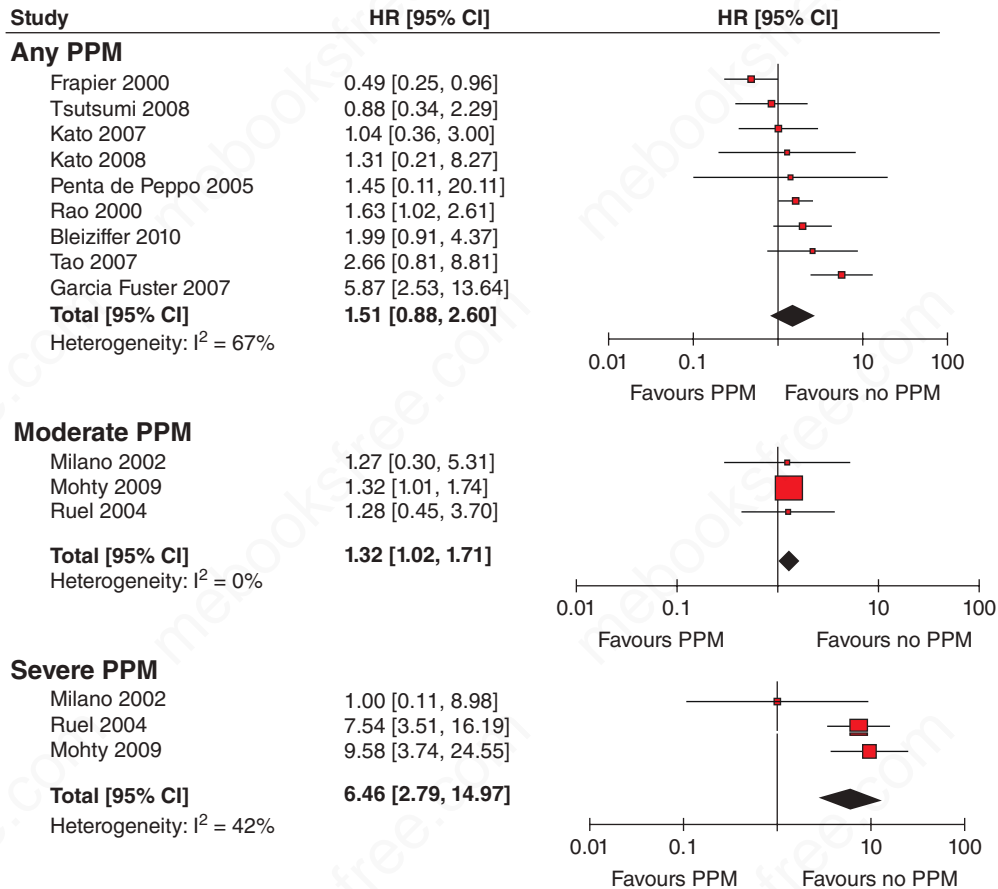 Study HR [95% CI] HR [95% CI]
Any PPM
Frapier 2000 0.49 [0.25, 0.96]
Tsutsumi 2008 0.88 [0.34, 2.29]
Kato 2007 1.04 [0.36, 3.00]
Kato 2008 1.31 [0.21, 8.27]
Penta de Peppo 2005 1.45 [0.11, 20.11]
Rao 2000 1.63 [1.02, 2.61]
Bleiziffer 2010 1.99 [0.91, 4.37]
Tao 2007 2.66 [0.81, 8.81]
Garcia Fuster 2007 5.87 [2.53, 13.64]
Total [95% CI] 1.51 [0.88, 2.60]
Heterogeneity: I² = 67%
0.01 0.1 10 100
Favours PPM Favours no PPM
Moderate PPM
Milano 2002 1.27 [0.30, 5.31]
Mohty 2009 1.32 [1.01, 1.74]
Ruel 2004 1.28 [0.45, 3.70]
Total [95% CI] 1.32 [1.02, 1.71]
Heterogeneity: I² = 0%
0.01 0.1 10 100
Favours PPM Favours no PPM
Severe PPM
Milano 2002 1.00 [0.11, 8.98]
Ruel 2004 7.54 [3.51, 16.19]
Mohty 2009 9.58 [3.74, 24.55]
Total [95% CI] 6.46 [2.79, 14.97]
Heterogeneity: I² = 42%
0.01 0.1 10 100
Favours PPM Favours no PPM
mebooksfree.com